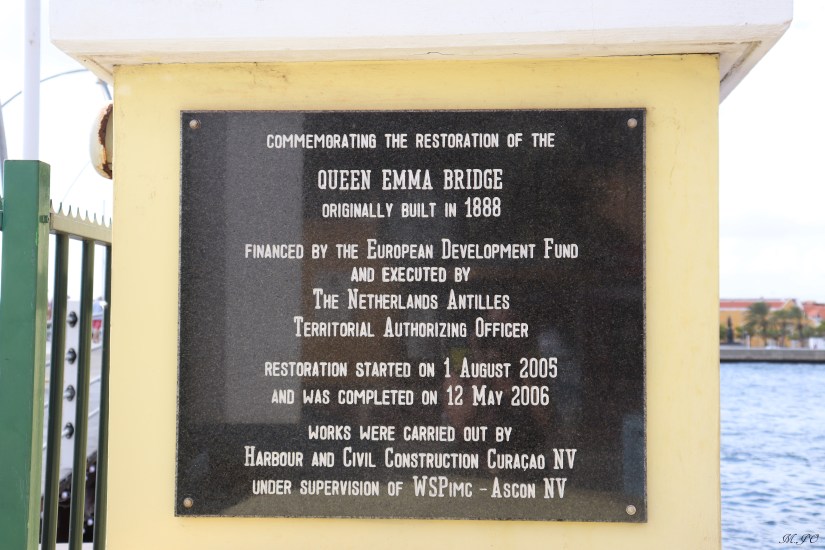 COMMEMORATING THE RESTORATION OF THE
QUEEN EMMA BRIDGE
ORIGINALLY BUILT IN 1888
FINANCED BY THE EUROPEAN DEVELOPMENT FUND
AND EXECUTED BY
THE NETHERLANDS ANTILLES
TERRITORIAL AUTHORIZING OFFICER
RESTORATION STARTED ON 1 AUGUST 2005
AND WAS COMPLETED ON 12 MAY 2006
WORKS WERE CARRIED OUT BY
HARBOUR AND CIVIL CONSTRUCTION CURAÇAO NV
UNDER SUPERVISION OF WSPIMC - ASCON NV